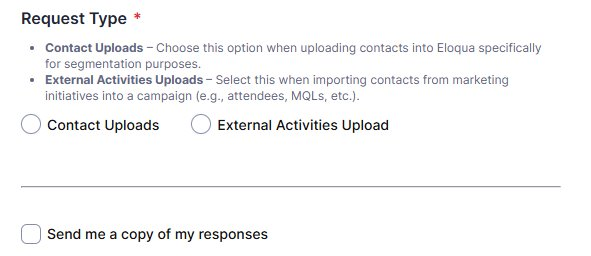 Request Type *
▪ Contact Uploads – Choose this option when uploading contacts into Eloqua specifically
for segmentation purposes.
▪ External Activities Uploads – Select this when importing contacts from marketing
initiatives into a campaign (e.g., attendees, MQLs, etc.).
Contact Uploads External Activities Upload
Send me a copy of my responses